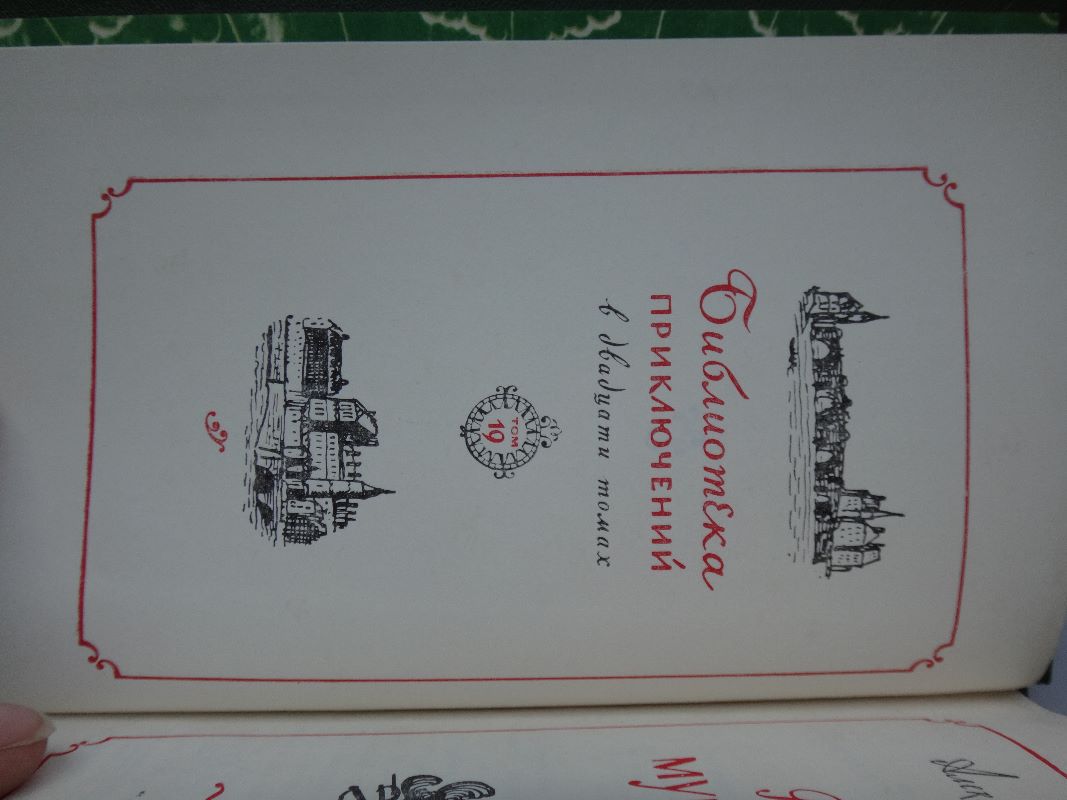 Библиотека
ПРИКЛЮЧЕНИЙ
в двадцати томах
ТОМ
19